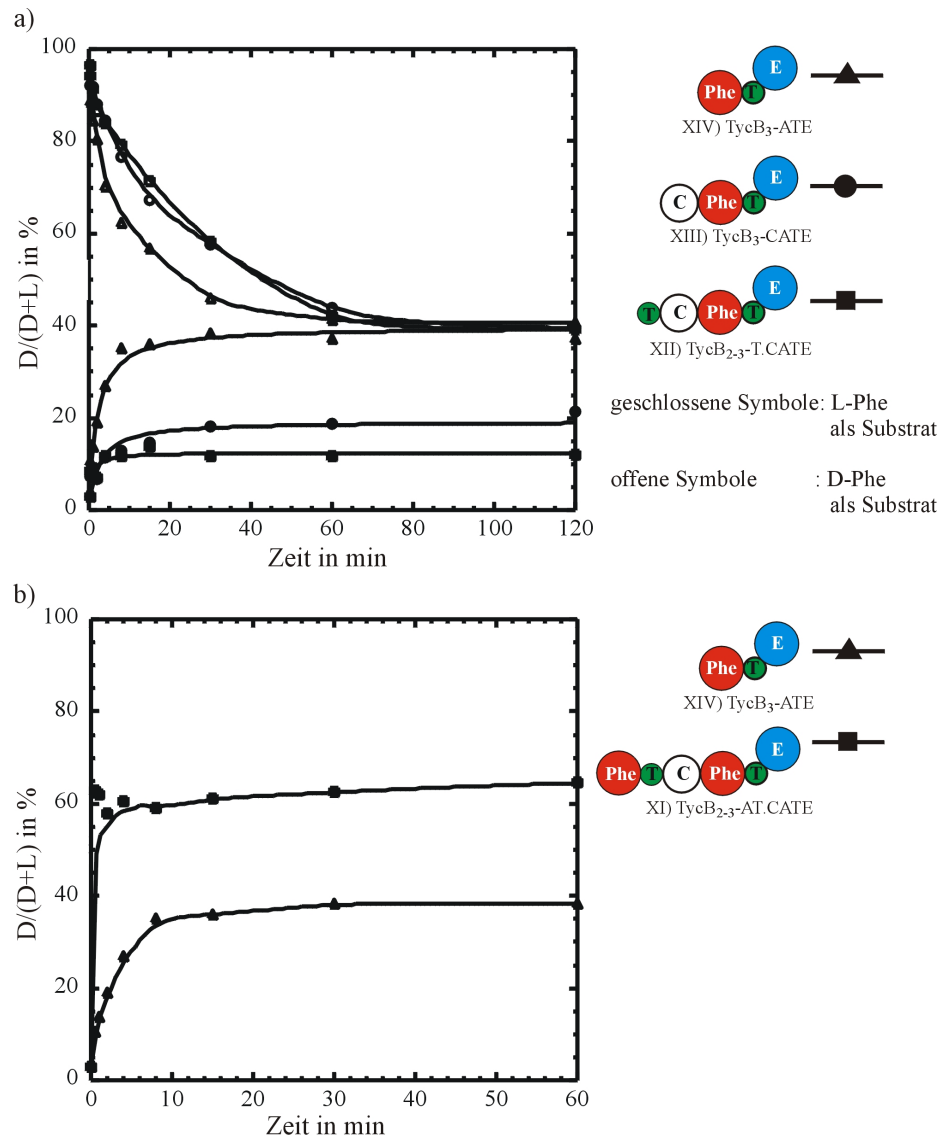 a)
100
80
60
40
20
0
D/(D+L) in %
0 20 40 60 80 100 120
Zeit in min
Phe T E
XIV) TycB3-ATE
C Phe T E
XIII) TycB3-CATE
T C Phe T E
XII) TycB2-3-T.CATE
geschlossene Symbole: L-Phe
als Substrat
offene Symbole : D-Phe
als Substrat
b)
100
80
60
40
20
0
D/(D+L) in %
0 10 20 30 40 50 60
Zeit in min
Phe T E
XIV) TycB3-ATE
Phe T C Phe T E
XI) TycB2-3-AT.CATE